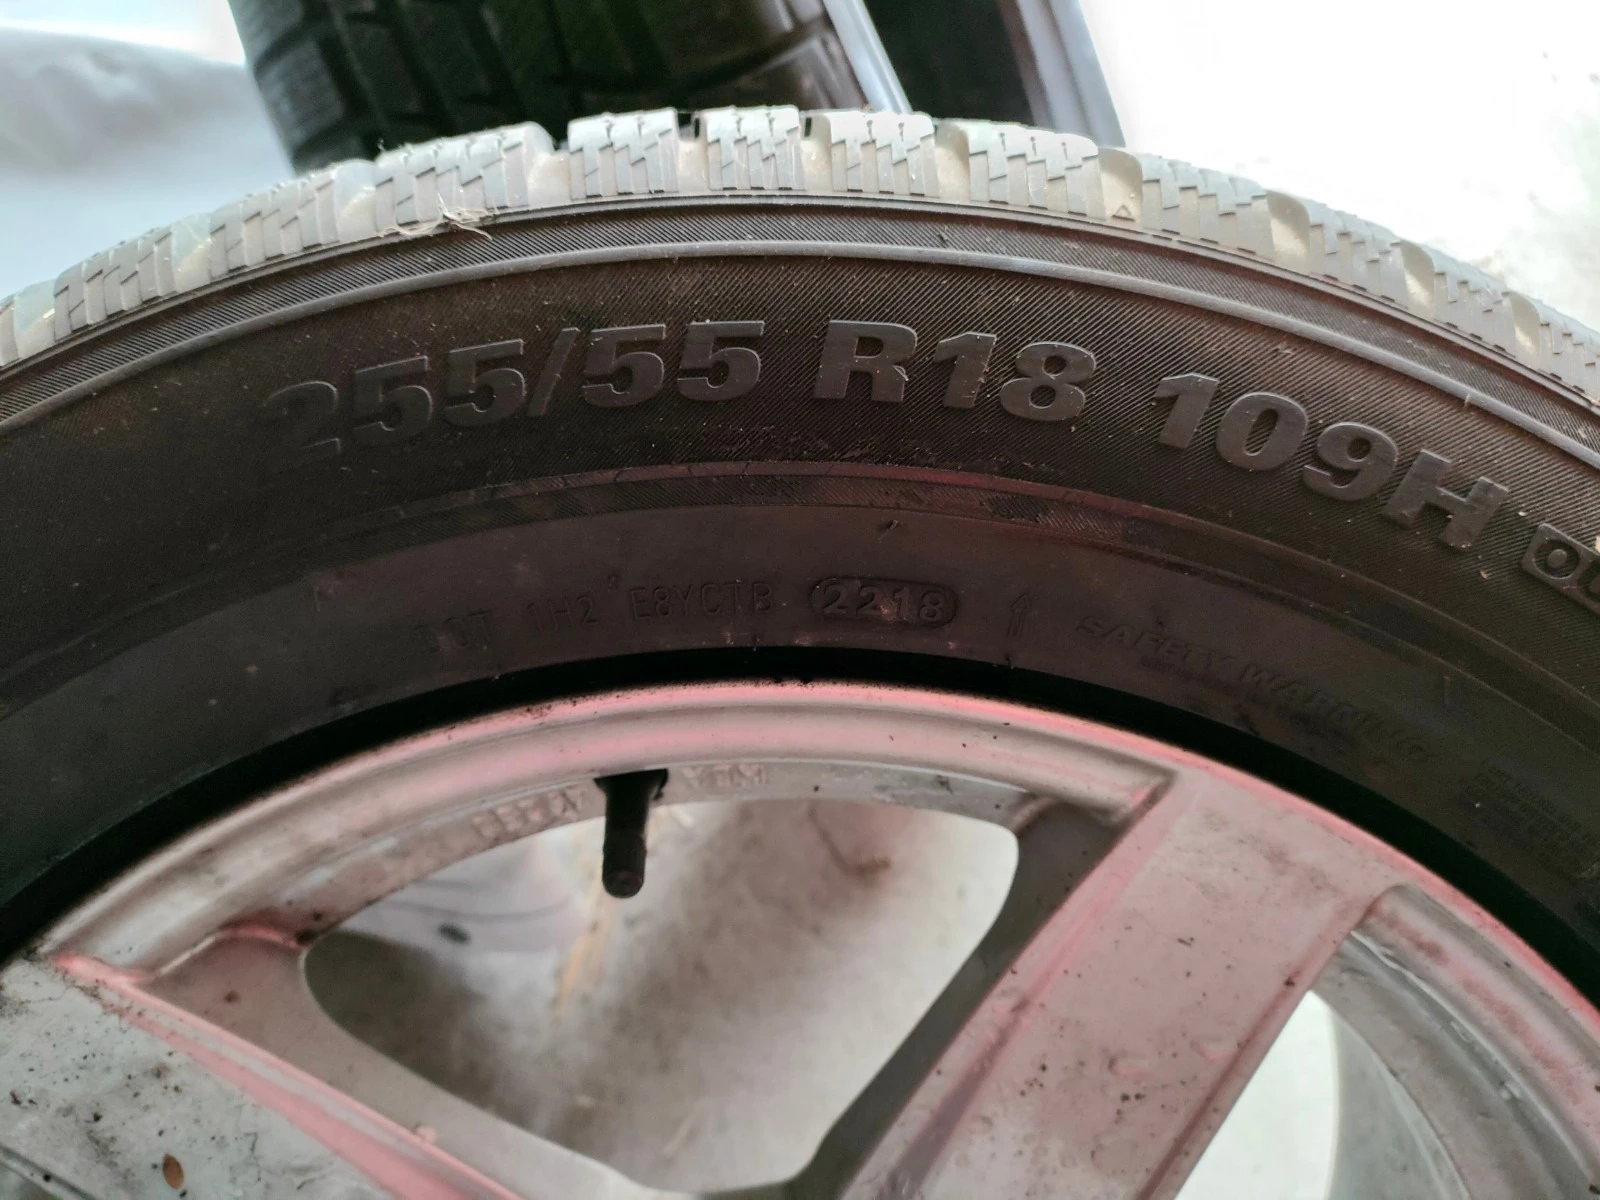 255/55 R18 109H
DOT 1H2 E8YCTB 2218 SAFETY WARNING